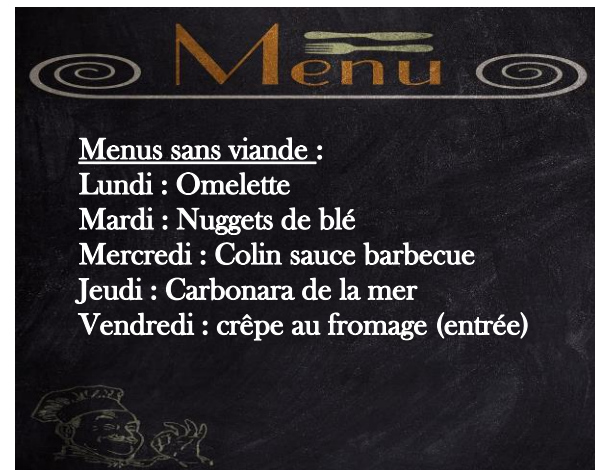 Menu
Menus sans viande :
Lundi : Omelette
Mardi : Nuggets de blé
Mercredi : Colin sauce barbecue
Jeudi : Carbonara de la mer
Vendredi : crêpe au fromage (entrée)